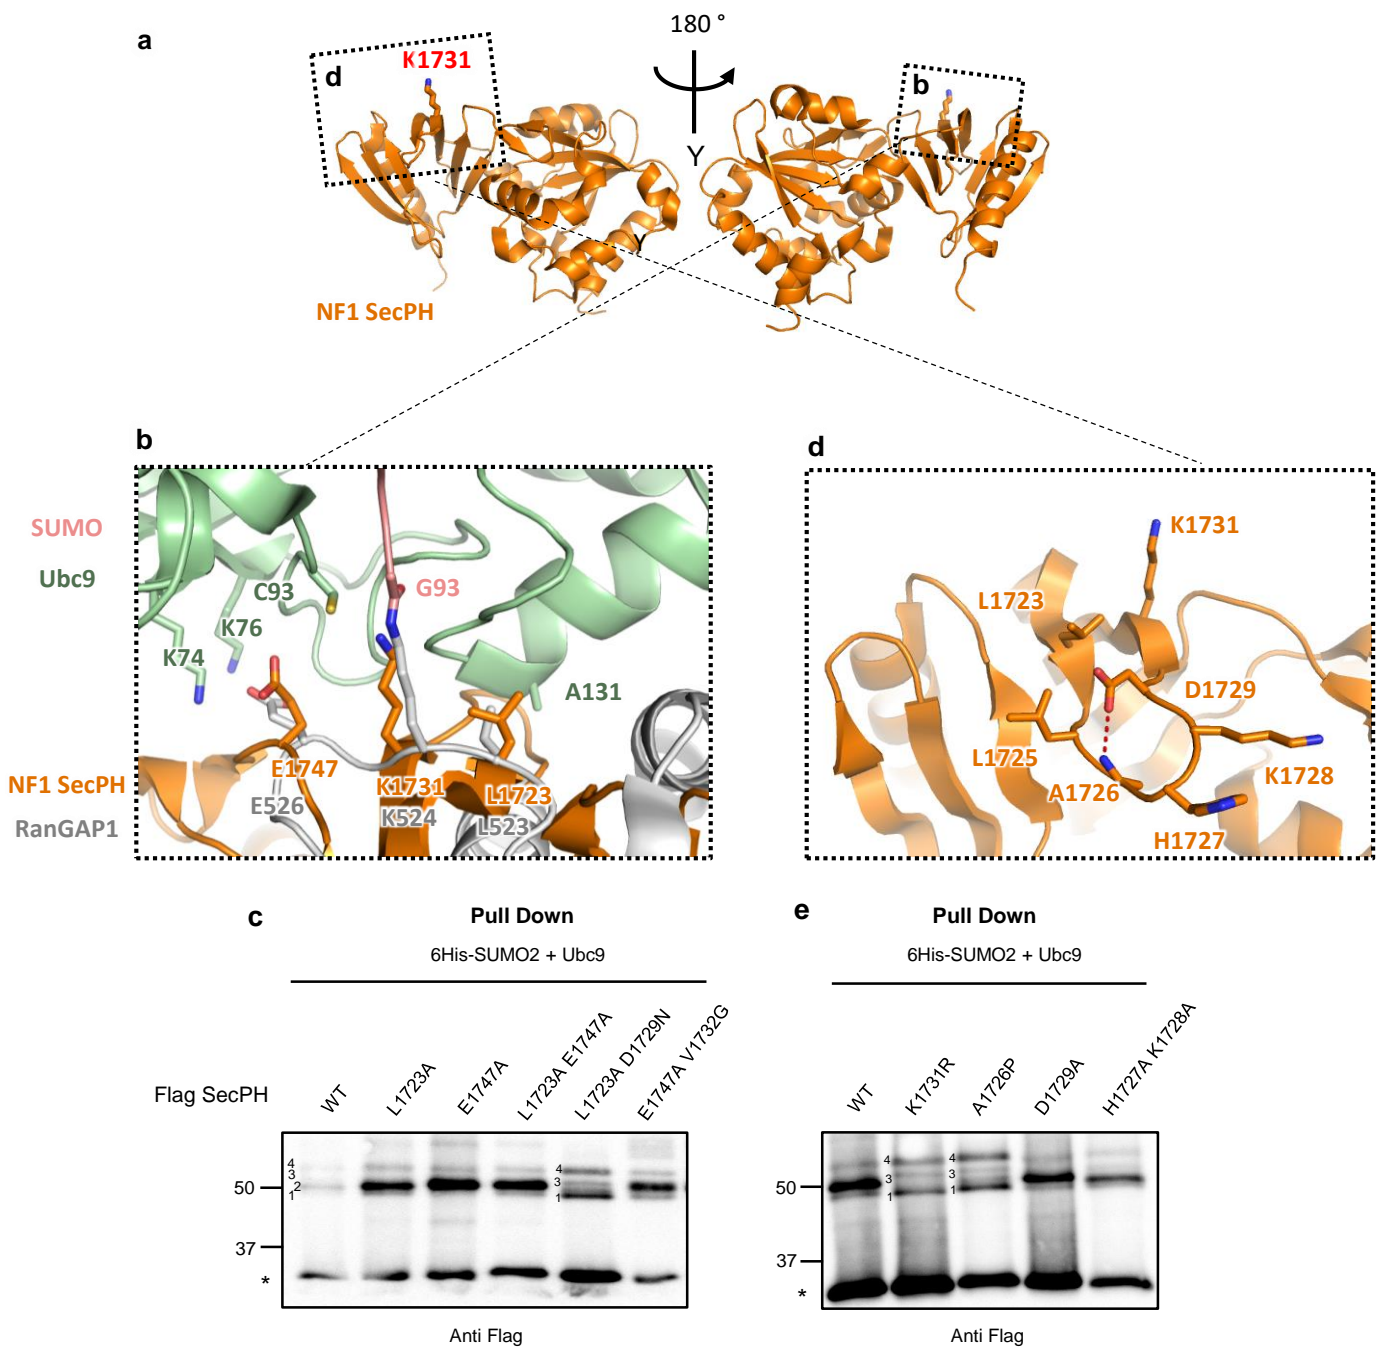 a
180 °
K1731
d
b
Y
Y
NF1 SecPH
b
d
SUMO
Ubc9
C93
G93
K76
K74
A131
NF1 SecPH
E1747
K1731
L1723
RanGAP1
E526
K524
L523
K1731
L1723
D1729
L1725
A1726
K1728
H1727
c
Pull Down
6His-SUMO2 + Ubc9
Flag SecPH
WT
L1723A
E1747A
L1723A E1747A
L1723A D1729N
E1747A V1732G
4
3
2
1
4
3
1
50
37
*
Anti Flag
e
Pull Down
6His-SUMO2 + Ubc9
WT
K1731R
A1726P
D1729A
H1727A K1728A
4
3
1
4
3
1
50
37
*
Anti Flag